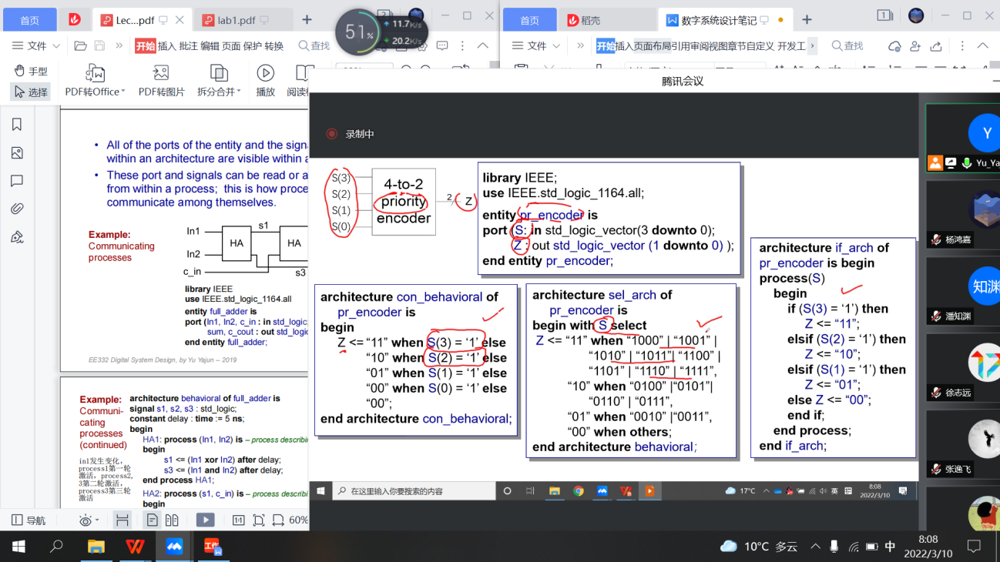 首页
Lec...pdf
lab1.pdf
51%
11.7K/s
20.2K/s
首页
稻壳
数字系统设计笔记
文件
开始 插入 批注 编辑 页面 保护 转换
查找
文件
开始 插入 页面布局 引用 审阅 视图 章节 自定义 开发工
查找
手型
选择
PDF转Office
PDF转图片
拆分合并
播放
腾讯会议
录制中
• All of the ports of the entity and the
within an architecture are visible within
• These port and signals can be read or
from within a process; this is how
communicate among themselves.
Example:
Communicating
processes
In1
In2
c_in
HA
s1
HA
s3
library IEEE
use IEEE.std_logic_1164.all
entity full_adder is
port (In1, In2, c_in : in std_logic;
sum, c_cout : out
end entity full_adder;
EE332 Digital System Design, by Yu Yajun – 2019
Example:
Communi-
cating
processes
(continued)
in1发生变化，
process1第一轮
激活，process2,
3第二轮激活，
process3第三轮
激活
architecture behavioral of full_adder is
signal s1, s2, s3 : std_logic;
constant delay : time := 5 ns;
begin
HA1: process (In1, In2) is – process
begin
s1 <= (In1 xor In2) after delay;
s3 <= (In1 and In2) after delay;
end process HA1;
HA2: process (s1, c_in) is – process
begin
S(3)
S(2)
S(1)
S(0)
4-to-2
priority
encoder
2
Z
library IEEE;
use IEEE.std_logic_1164.all;
entity pr_encoder is
port (S: in std_logic_vector(3 downto 0);
Z : out std_logic_vector (1 downto 0) );
end entity pr_encoder;
architecture con_behavioral of
pr_encoder is
begin
Z <= “11” when S(3) = ‘1’ else
“10” when S(2) = ‘1’ else
“01” when S(1) = ‘1’ else
“00” when S(0) = ‘1’ else
“00”;
end architecture con_behavioral;
architecture sel_arch of
pr_encoder is
begin with S select
Z <= “11” when “1000” | “1001” |
“1010” | “1011”| “1100” |
“1101” | “1110” | “1111”,
“10” when “0100” |“0101”|
“0110” | “0111”,
“01” when “0010” |“0011”,
“00” when others;
end architecture behavioral;
architecture if_arch of
pr_encoder is begin
process(S)
begin
if (S(3) = ‘1’) then
Z <= “11”;
elsif (S(2) = ‘1’) then
Z <= “10”;
elsif (S(1) = ‘1’) then
Z <= “01”;
else Z <= “00”;
end if;
end process;
end if_arch;
Y
Yu_Ya
杨鸿嘉
知渊
潘知渊
徐志远
张渔飞
在这里输入你要搜索的内容
17°C
英
8:08
2022/3/10
导航
60%
10°C 多云
中
8:08
2022/3/10